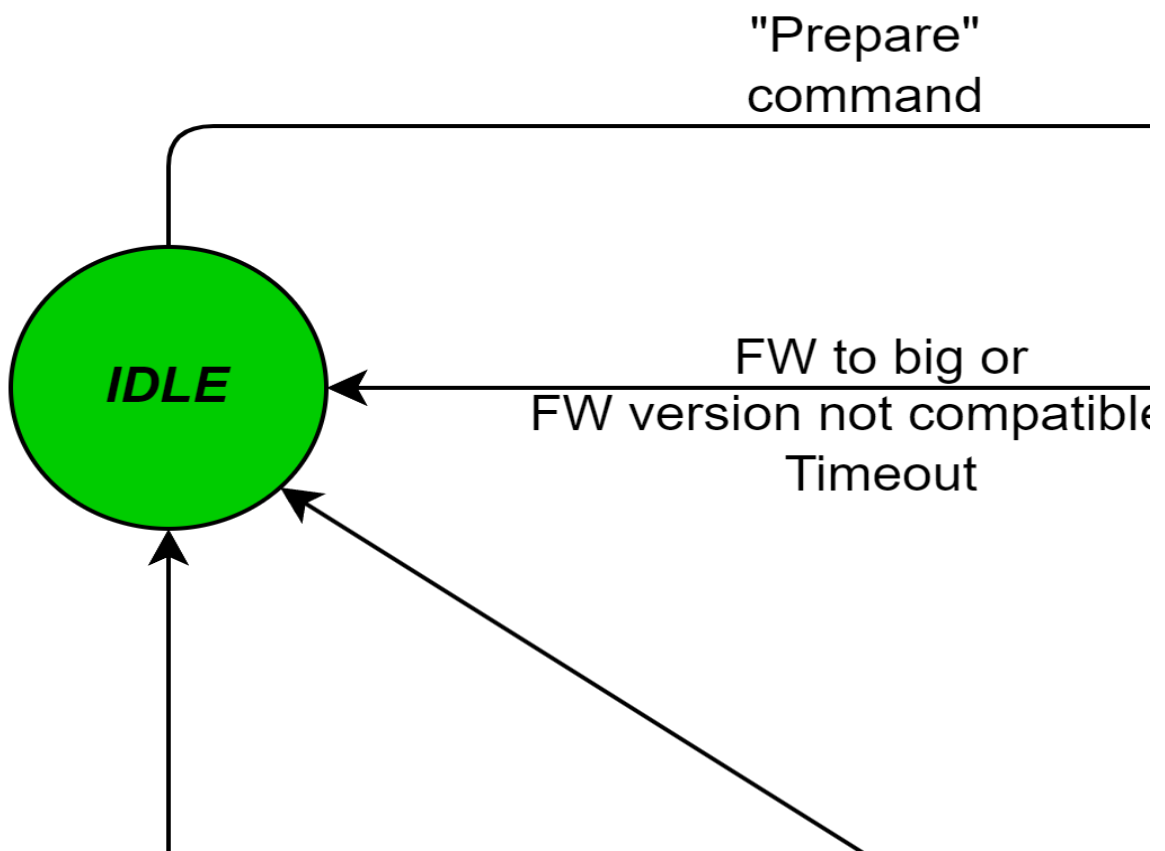 "Prepare"
command
FW to big or
IDLE
FW version not compatible
Timeout